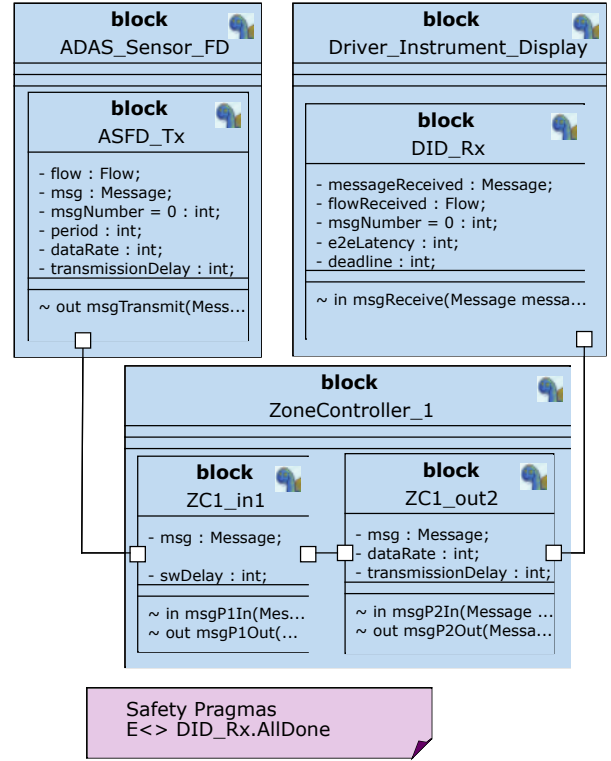 block
ADAS_Sensor_FD
block
ASFD_Tx
- flow : Flow;
- msg : Message;
- msgNumber = 0 : int;
- period : int;
- dataRate : int;
- transmissionDelay : int;
~ out msgTransmit(Mess...
block
Driver_Instrument_Display
block
DID_Rx
- messageReceived : Message;
- flowReceived : Flow;
- msgNumber = 0 : int;
- e2eLatency : int;
- deadline : int;
~ in msgReceive(Message messa...
block
ZoneController_1
block
ZC1_in1
- msg : Message;
- swDelay : int;
~ in msgP1In(Mes...
~ out msgP1Out(...
block
ZC1_out2
- msg : Message;
- dataRate : int;
- transmissionDelay : int;
~ in msgP2In(Message ...
~ out msgP2Out(Messa...
Safety Pragmas
E<> DID_Rx.AllDone